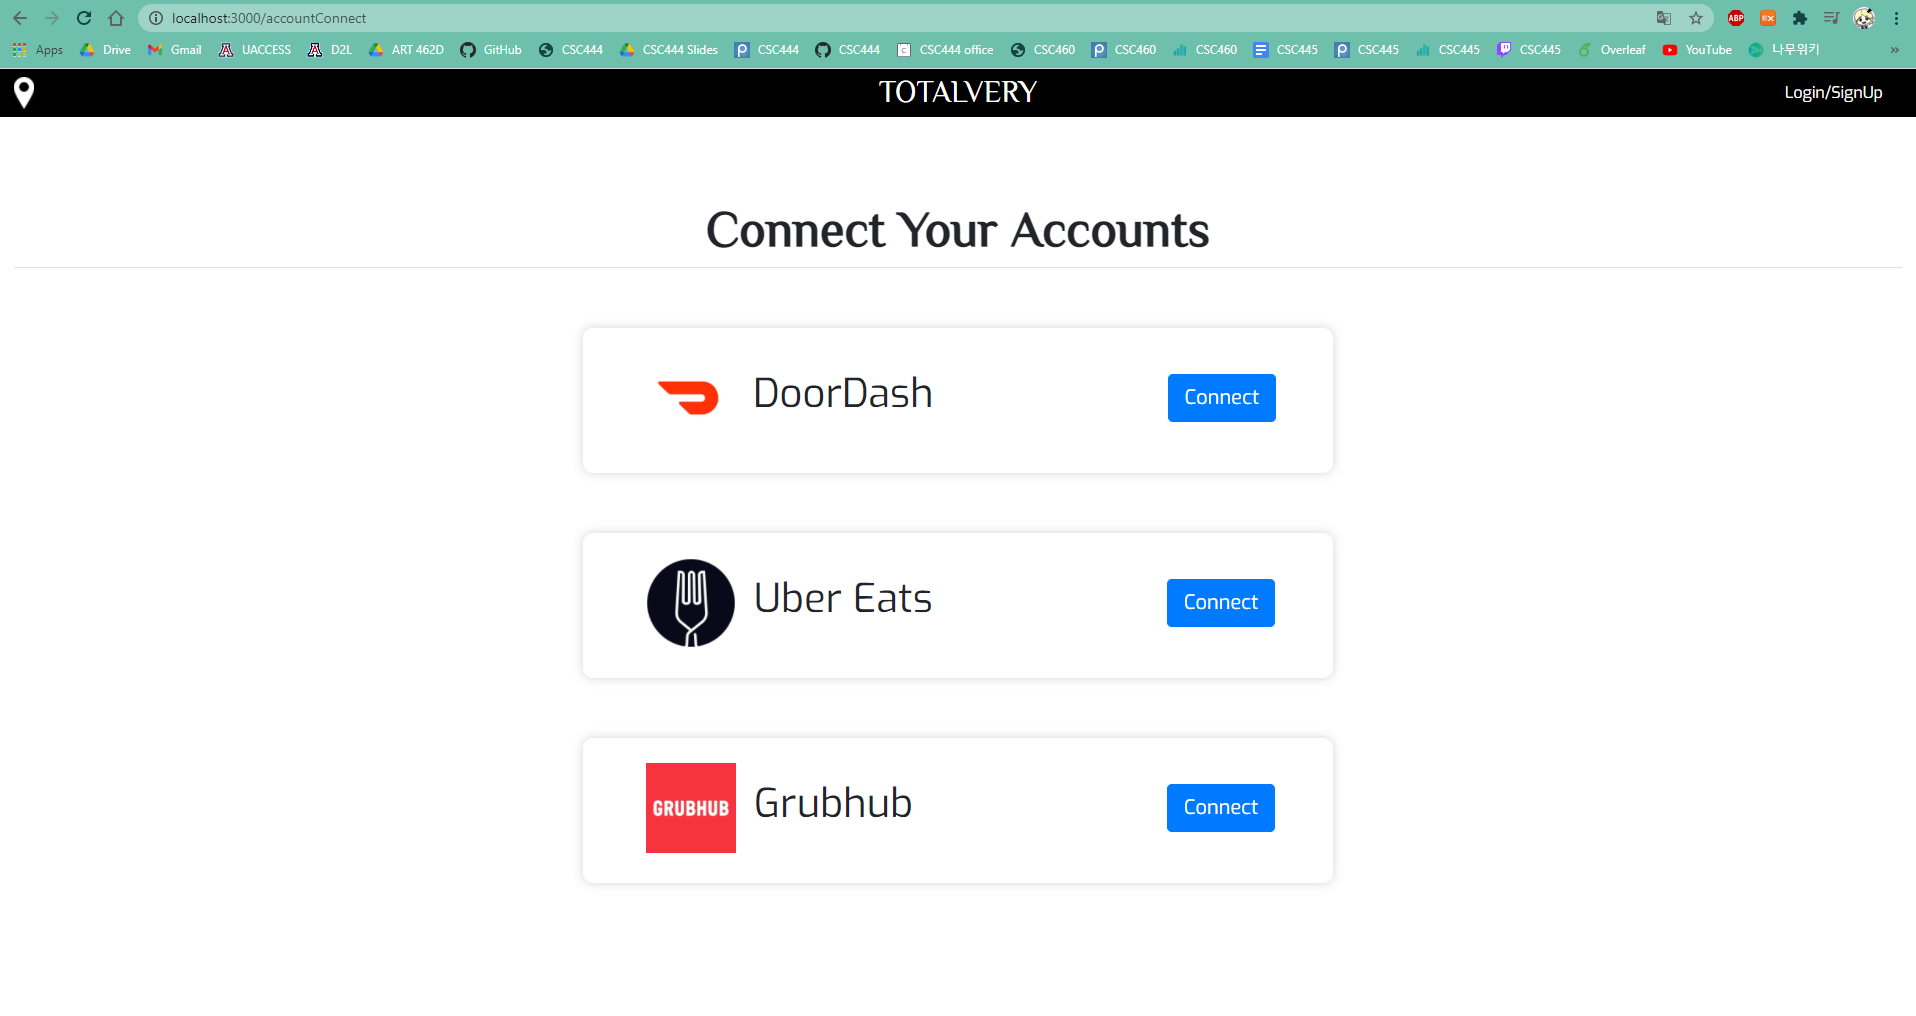 localhost:3000/accountConnect
ABP
Apps Drive Gmail UACCESS D2L ART 462D GitHub CSC444 CSC444 Slides CSC444 CSC444 CSC444 office CSC460 CSC460 CSC460 CSC445 CSC445 CSC445 CSC445 Overleaf YouTube 나무위키 »
TOTALVERY Login/SignUp
Connect Your Accounts
DoorDash Connect
Uber Eats Connect
GRUBHUB Grubhub Connect